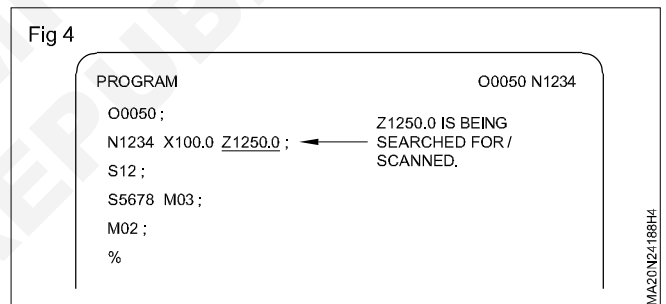 Fig 4
PROGRAM O0050 N1234
O0050 ;
N1234 X100.0 Z1250.0 ;
Z1250.0 IS BEING
SEARCHED FOR /
SCANNED.
S12 ;
S5678 M03 ;
M02 ;
%
MA20N24188H4